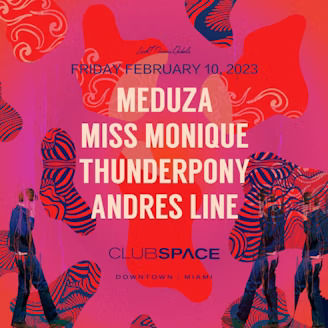 FRIDAY FEBRUARY 10, 2023
MEDUZA
MISS MONIQUE
THUNDERPONY
ANDRES LINE
CLUBSPACE
DOWNTOWN : MIAMI